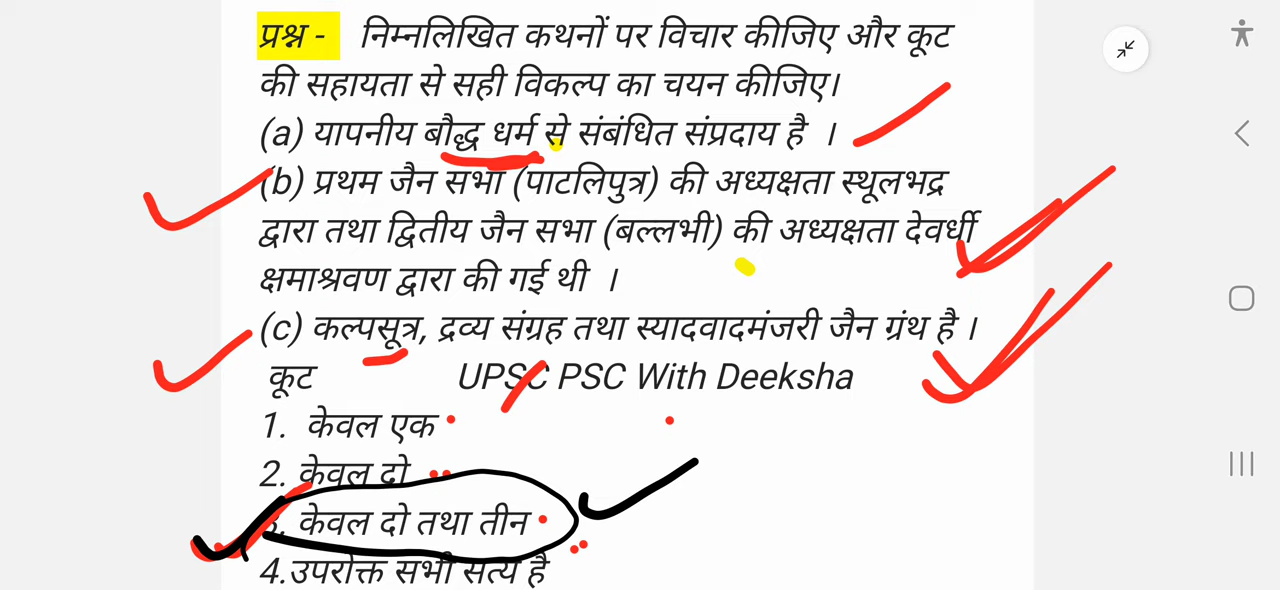 प्रश्न - निम्नलिखित कथनों पर विचार कीजिए और कूट
की सहायता से सही विकल्प का चयन कीजिए।
(a) यापनीय बौद्ध धर्म से संबंधित संप्रदाय है ।
(b) प्रथम जैन सभा (पाटलिपुत्र) की अध्यक्षता स्थूलभद्र
द्वारा तथा द्वितीय जैन सभा (बल्लभी) की अध्यक्षता देवर्धी
क्षमाश्रवण द्वारा की गई थी ।
(c) कल्पसूत्र, द्रव्य संग्रह तथा स्यादवादमंजरी जैन ग्रंथ है ।
कूट UPSC PSC With Deeksha
1. केवल एक
2. केवल दो
3. केवल दो तथा तीन
4.उपरोक्त सभी सत्य है